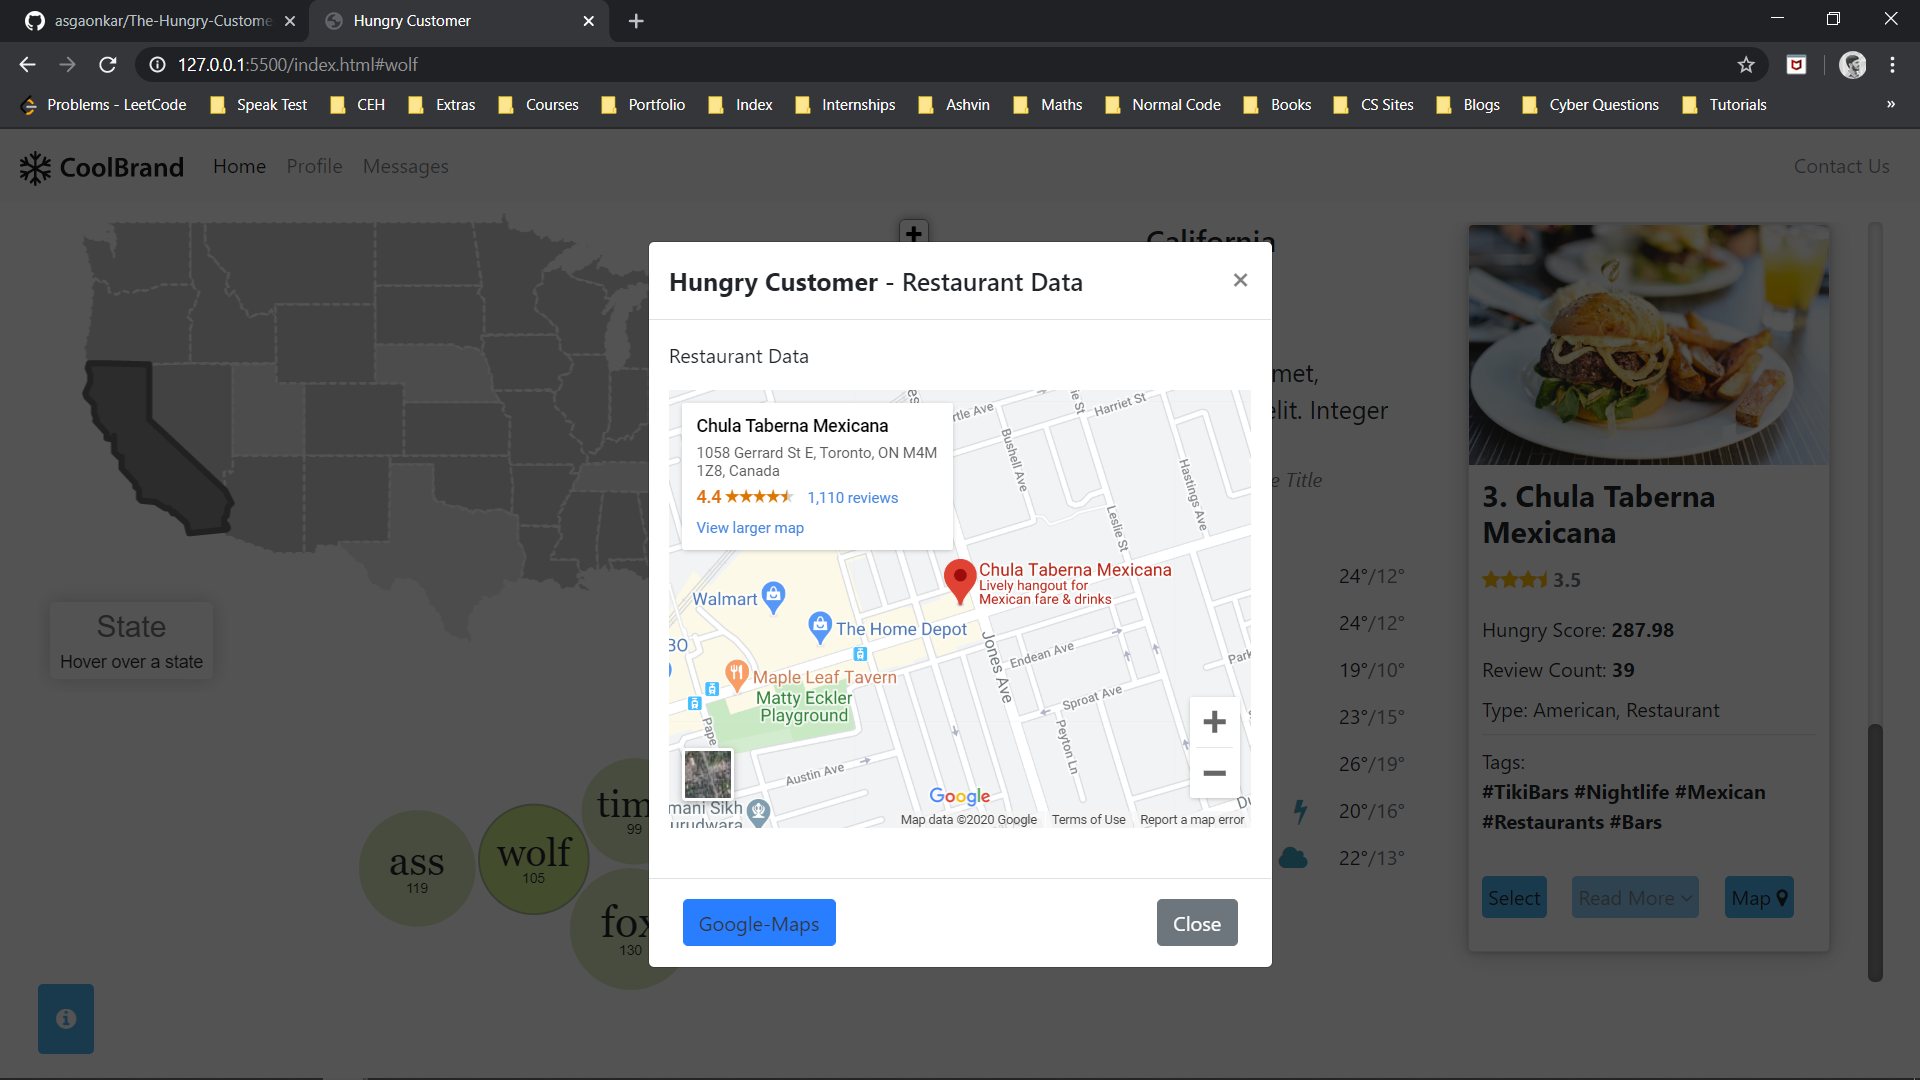 asgaonkar/The-Hungry-Custome
Hungry Customer
127.0.0.1:5500/index.html#wolf
Problems - LeetCode
Speak Test
CEH
Extras
Courses
Portfolio
Index
Internships
Ashvin
Maths
Normal Code
Books
CS Sites
Blogs
Cyber Questions
Tutorials
»
CoolBrand
Home
Profile
Messages
Contact Us
California
met,
elit. Integer
e Title
State
Hover over a state
24°/12°
24°/12°
19°/10°
23°/15°
26°/19°
20°/16°
22°/13°
ass
119
wolf
105
tim
99
fox
130
Hungry Customer - Restaurant Data
×
Restaurant Data
Chula Taberna Mexicana
1058 Gerrard St E, Toronto, ON M4M
1Z8, Canada
4.4
1,110 reviews
View larger map
rtle Ave
Harriet St
ie St
Bushell Ave
Hastings Ave
Leslie St
Chula Taberna Mexicana
Lively hangout for
Mexican fare & drinks
Walmart
The Home Depot
BO
Maple Leaf Tavern
Matty Eckler
Playground
Jones Ave
Endean Ave
Park
Sproat Ave
Pape
Peyton Ln
Austin Ave
mani Sikh
urudwara
Google
Map data ©2020 Google
Terms of Use
Report a map error
Google-Maps
Close
3. Chula Taberna
Mexicana
3.5
Hungry Score: 287.98
Review Count: 39
Type: American, Restaurant
Tags:
#TikiBars #Nightlife #Mexican
#Restaurants #Bars
Select
Read More
Map